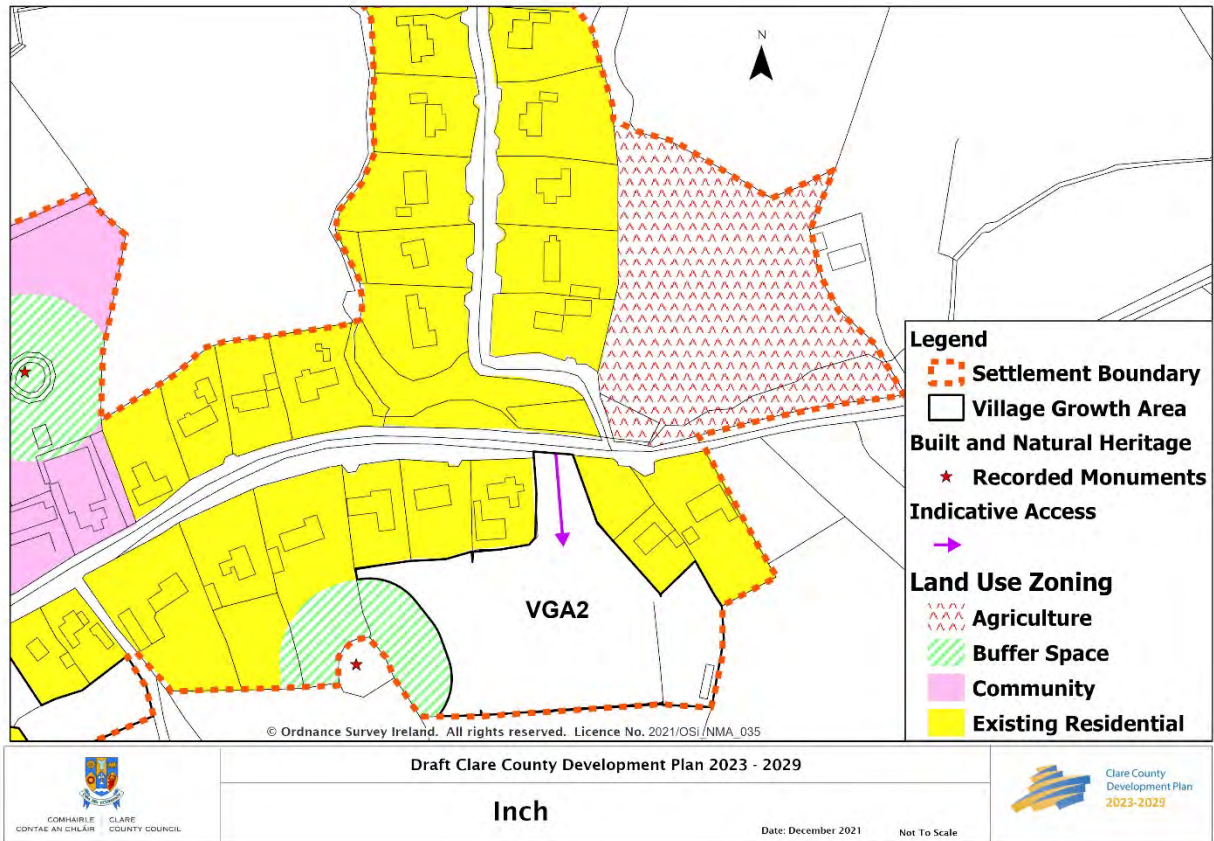 N
Legend
Settlement Boundary
Village Growth Area
Built and Natural Heritage
Recorded Monuments
Indicative Access
Land Use Zoning
Agriculture
Buffer Space
Community
Existing Residential
VGA2
© Ordnance Survey Ireland. All rights reserved. Licence No. 2021/OSi_NMA_035
COMHAIRLE CONTAE AN CHLÁIR
CLARE COUNTY COUNCIL
Draft Clare County Development Plan 2023 - 2029
Inch
Date: December 2021 Not To Scale
Clare County
Development Plan
2023-2029